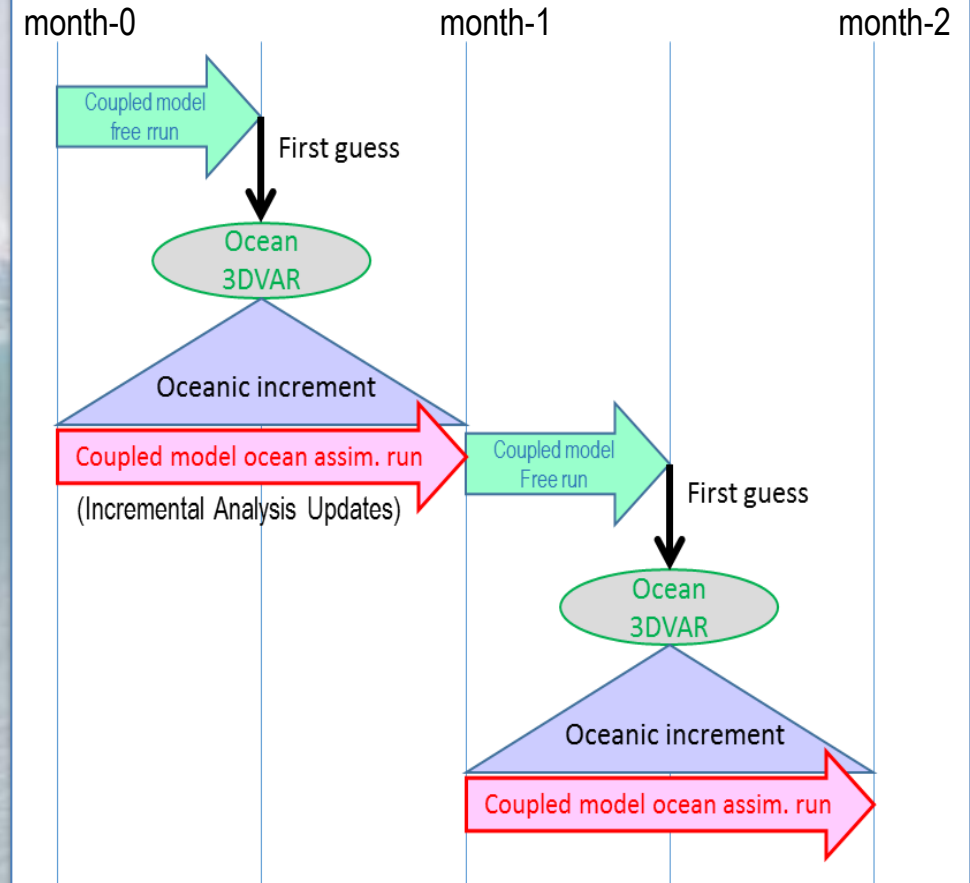 month-0
month-1
month-2
Coupled model
free rrun
First guess
Ocean
3DVAR
Oceanic increment
Coupled model ocean assim. run
(Incremental Analysis Updates)
Coupled model
Free run
First guess
Ocean
3DVAR
Oceanic increment
Coupled model ocean assim. run